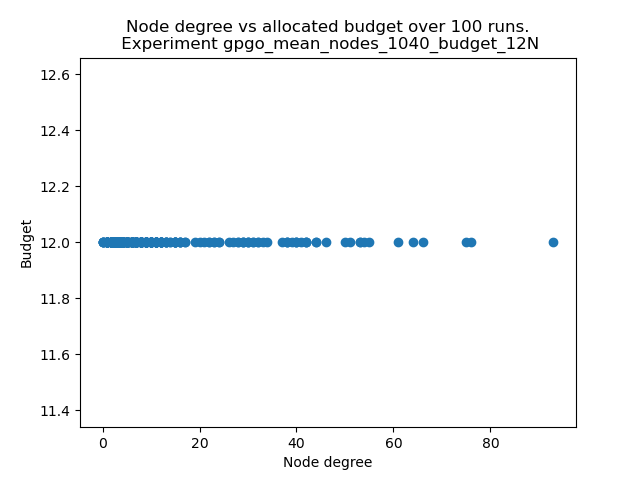 Node degree vs allocated budget over 100 runs.
Experiment gpgo_mean_nodes_1040_budget_12N
12.6
12.4
12.2
12.0
11.8
11.6
11.4
Budget
0 20 40 60 80
Node degree